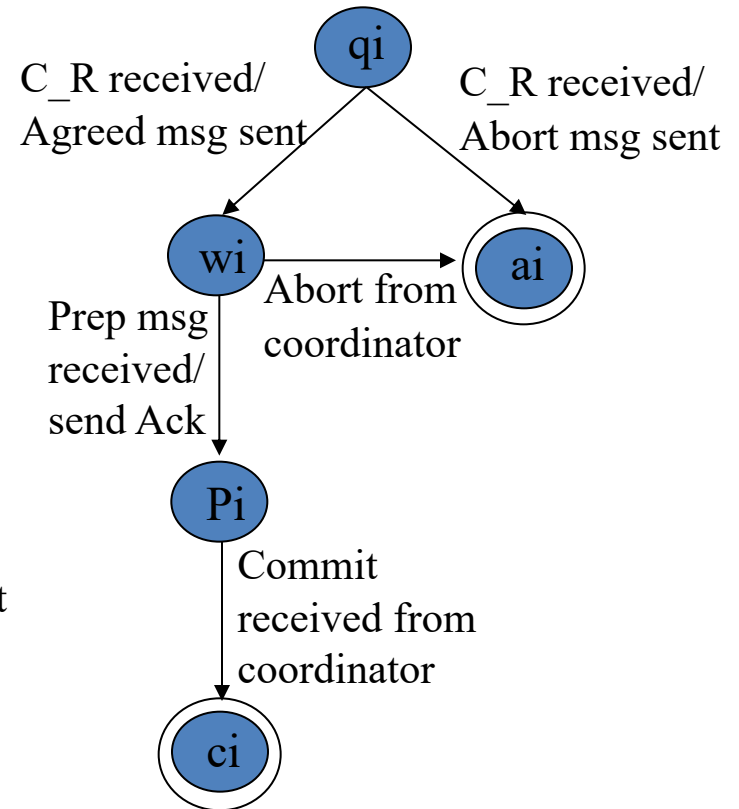 qi
C_R received/
Agreed msg sent
C_R received/
Abort msg sent
wi
ai
Abort from
coordinator
Prep msg
received/
send Ack
Pi
Commit
received from
coordinator
t
ci